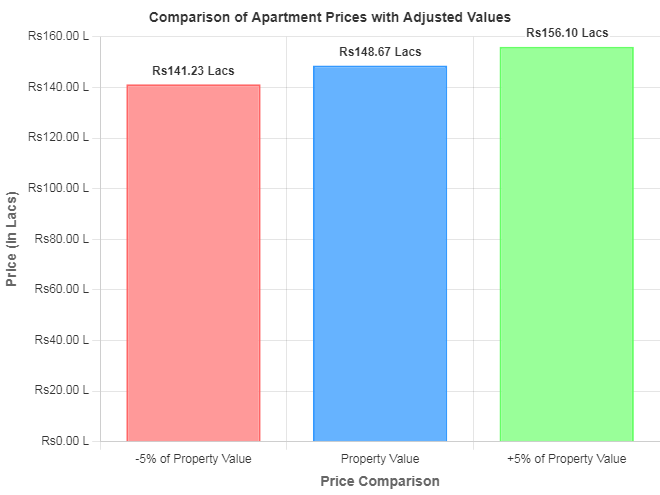 Comparison of Apartment Prices with Adjusted Values
Rs160.00 L
Rs140.00 L
Rs120.00 L
Rs100.00 L
Rs80.00 L
Rs60.00 L
Rs40.00 L
Rs20.00 L
Rs0.00 L
Price (In Lacs)
Rs141.23 Lacs
Rs148.67 Lacs
Rs156.10 Lacs
-5% of Property Value
Property Value
+5% of Property Value
Price Comparison